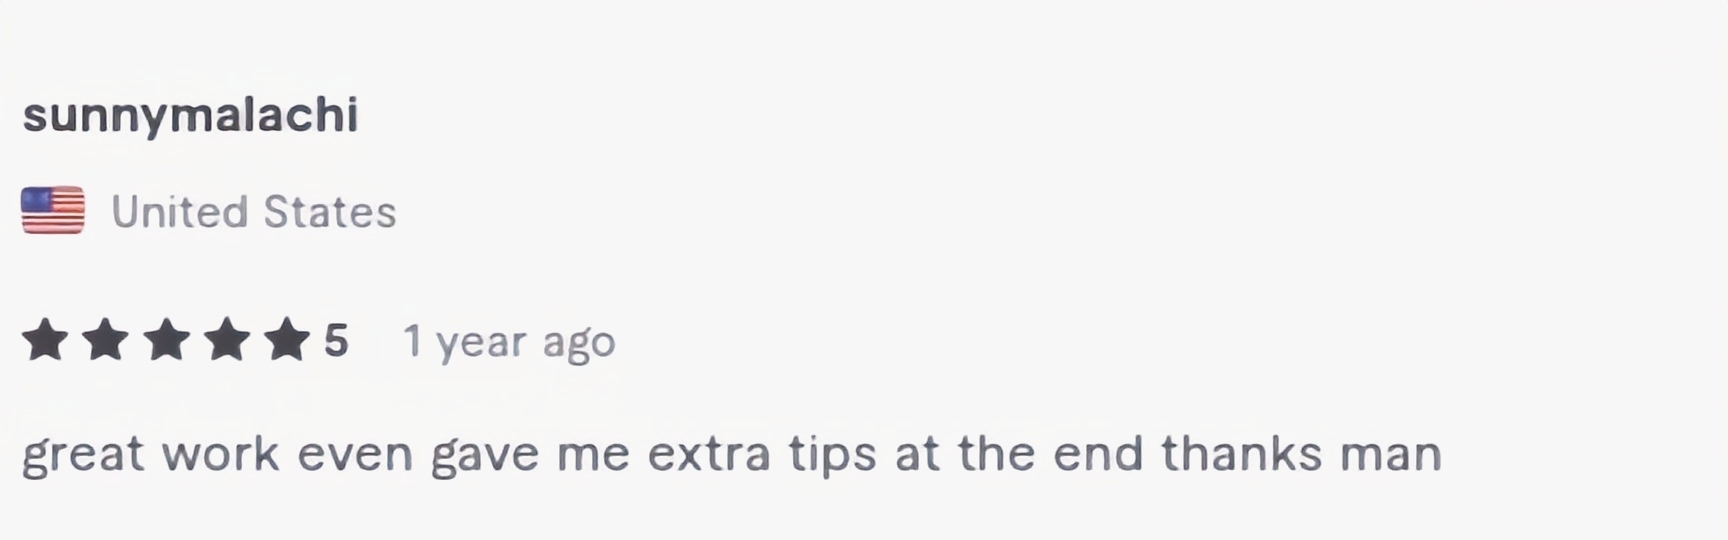 sunnymalachi
United States
5 1 year ago
great work even gave me extra tips at the end thanks man